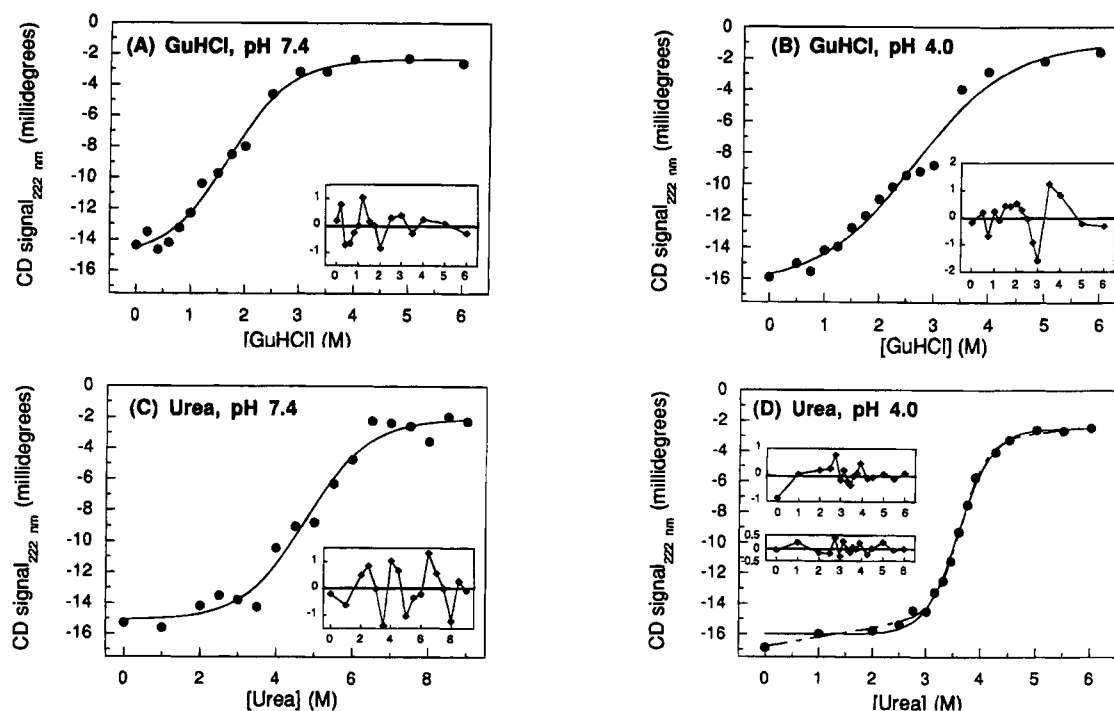 (A) GuHCl, pH 7.4
CD signal222 nm (millidegrees)
0
-2
-4
-6
-8
-10
-12
-14
-16
1
0
-1
0 1 2 3 4 5 6
0 1 2 3 4 5 6
[GuHCl] (M)
(B) GuHCl, pH 4.0
CD signal222 nm (millidegrees)
0
-2
-4
-6
-8
-10
-12
-14
-16
2
1
0
-1
-2
0 1 2 3 4 5 6
0 1 2 3 4 5 6
[GuHCl] (M)
(C) Urea, pH 7.4
CD signal222 nm (millidegrees)
0
-2
-4
-6
-8
-10
-12
-14
-16
1
0
-1
0 2 4 6 8
0 2 4 6 8
[Urea] (M)
(D) Urea, pH 4.0
CD signal222 nm (millidegrees)
0
-2
-4
-6
-8
-10
-12
-14
-16
1
0
-1
0 1 2 3 4 5 6
0.5
0
-0.5
0 1 2 3 4 5 6
0 1 2 3 4 5 6
[Urea] (M)